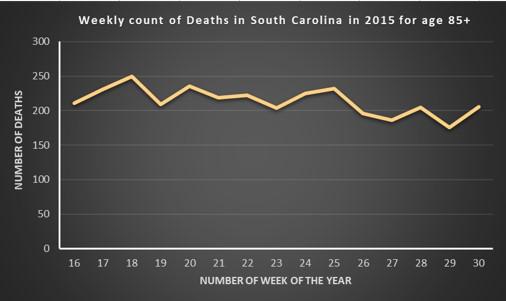 Weekly count of Deaths in South Carolina in 2015 for age 85+
300
250
200
150
100
50
0
NUMBER OF DEATHS
16 17 18 19 20 21 22 23 24 25 26 27 28 29 30
NUMBER OF WEEK OF THE YEAR